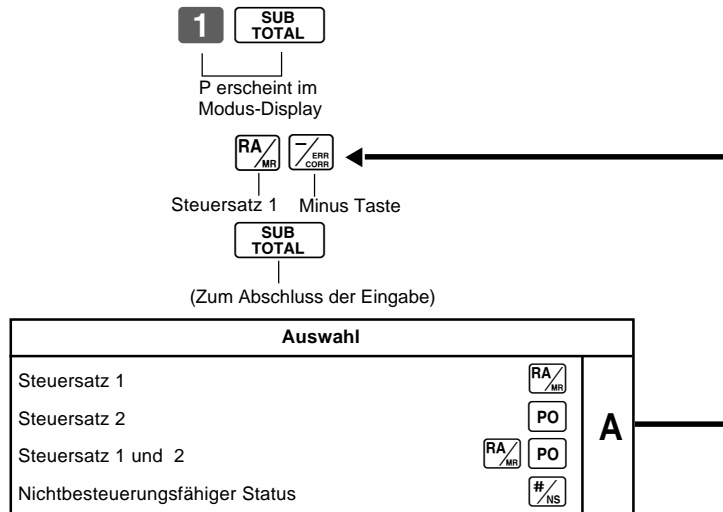 1 SUB TOTAL
P erscheint im
Modus-Display
RA/MR −/ERR CORR
Steuersatz 1 Minus Taste
SUB TOTAL
(Zum Abschluss der Eingabe)
Auswahl
Steuersatz 1 RA/MR
Steuersatz 2 PO
Steuersatz 1 und 2 RA/MR PO
Nichtbesteuerungsfähiger Status #/NS
A